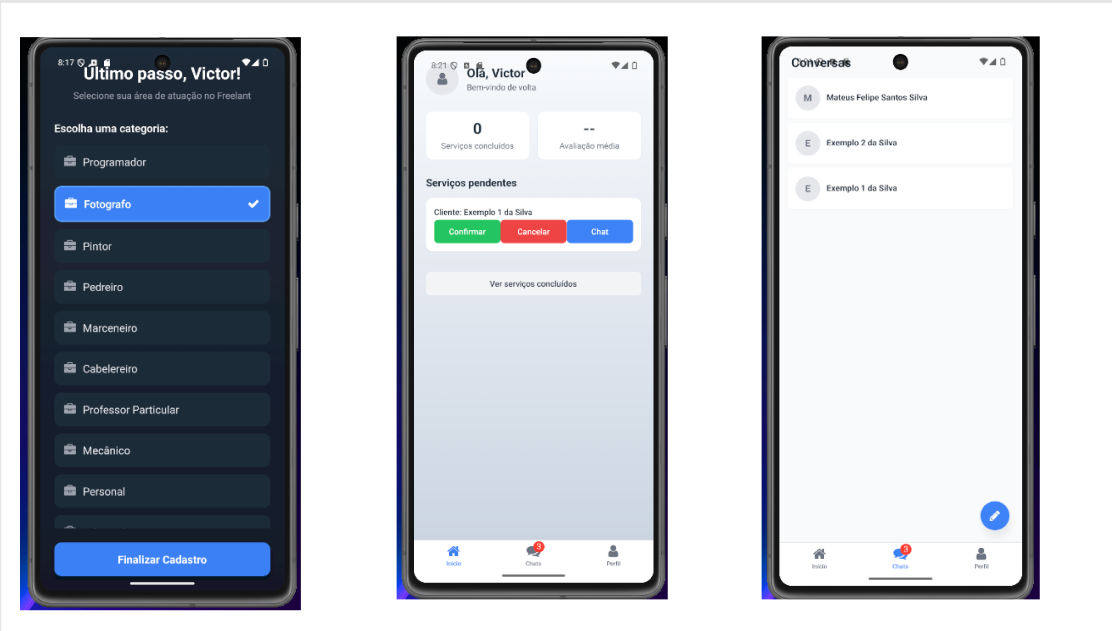 8:17
Último passo, Victor!
Selecione sua área de atuação no Freelant
Escolha uma categoria:
Programador
Fotografo
Pintor
Pedreiro
Marceneiro
Cabelereiro
Professor Particular
Mecânico
Personal
Finalizar Cadastro
8:21
Olá, Victor
Bem-vindo de volta
0
--
Serviços concluídos
Avaliação média
Serviços pendentes
Cliente: Exemplo 1 da Silva
Confirmar
Cancelar
Chat
Ver serviços concluídos
3
Início
Chats
Perfil
Conversas
M
Mateus Felipe Santos Silva
E
Exemplo 2 da Silva
E
Exemplo 1 da Silva
3
Início
Chats
Perfil